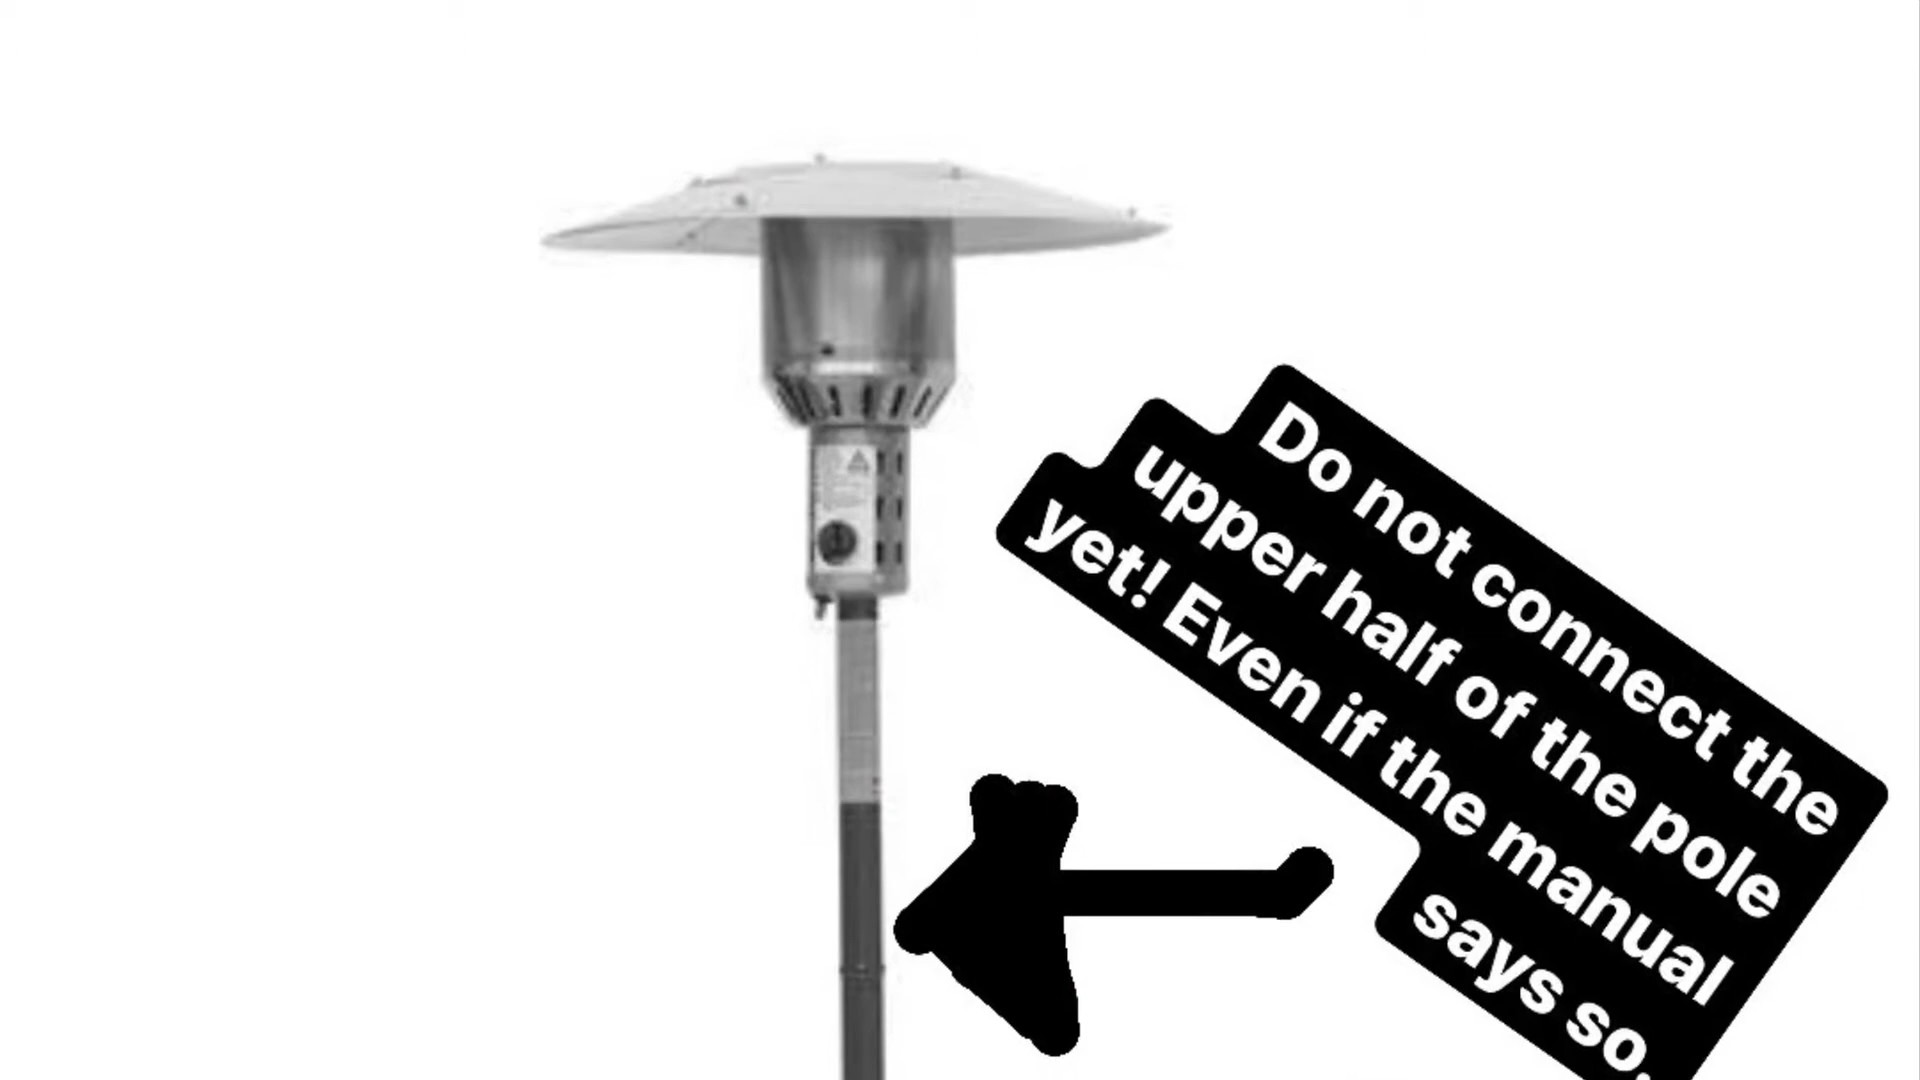 Do not connect the
upper half of the pole
yet! Even if the manual
says so.